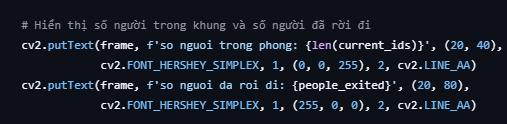 # Hiển thị số người trong khung và số người đã rời đi
cv2.putText(frame, f'so nguoi trong phong: {len(current_ids)}', (20, 40),
cv2.FONT_HERSHEY_SIMPLEX, 1, (0, 0, 255), 2, cv2.LINE_AA)
cv2.putText(frame, f'so nguoi da roi di: {people_exited}', (20, 80),
cv2.FONT_HERSHEY_SIMPLEX, 1, (255, 0, 0), 2, cv2.LINE_AA)